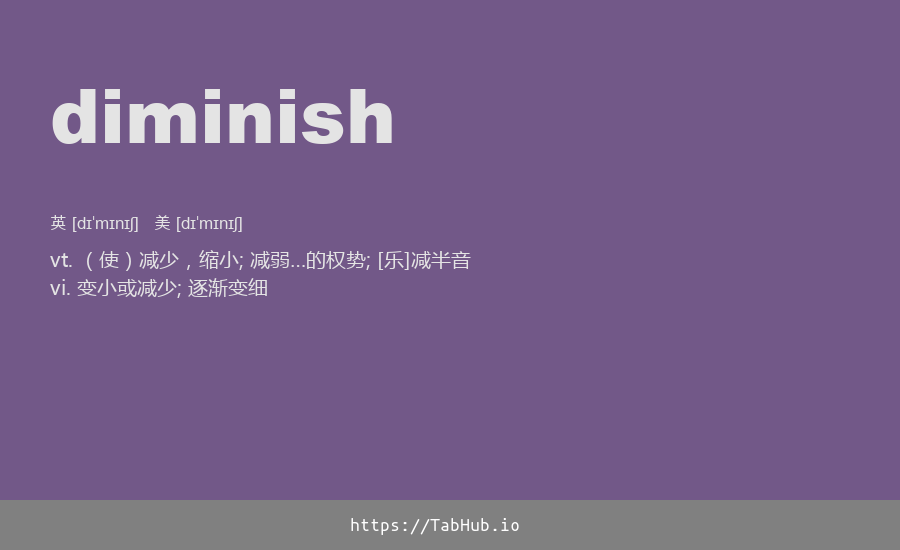 diminish
英 [dɪˈmɪnɪʃ] 美 [dɪˈmɪnɪʃ]
vt. （使）减少，缩小; 减弱…的权势; [乐]减半音
vi. 变小或减少; 逐渐变细
https://TabHub.io